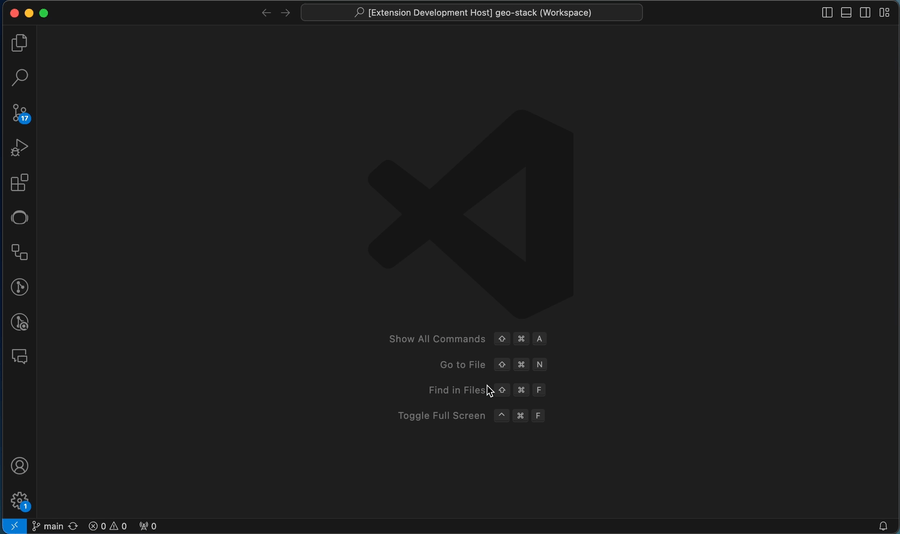 [Extension Development Host] geo-stack (Workspace)
17
Show All Commands ⇧ ⌘ A
Go to File ⇧ ⌘ N
Find in Files ⇧ ⌘ F
Toggle Full Screen ^ ⌘ F
1
main 0 0 0